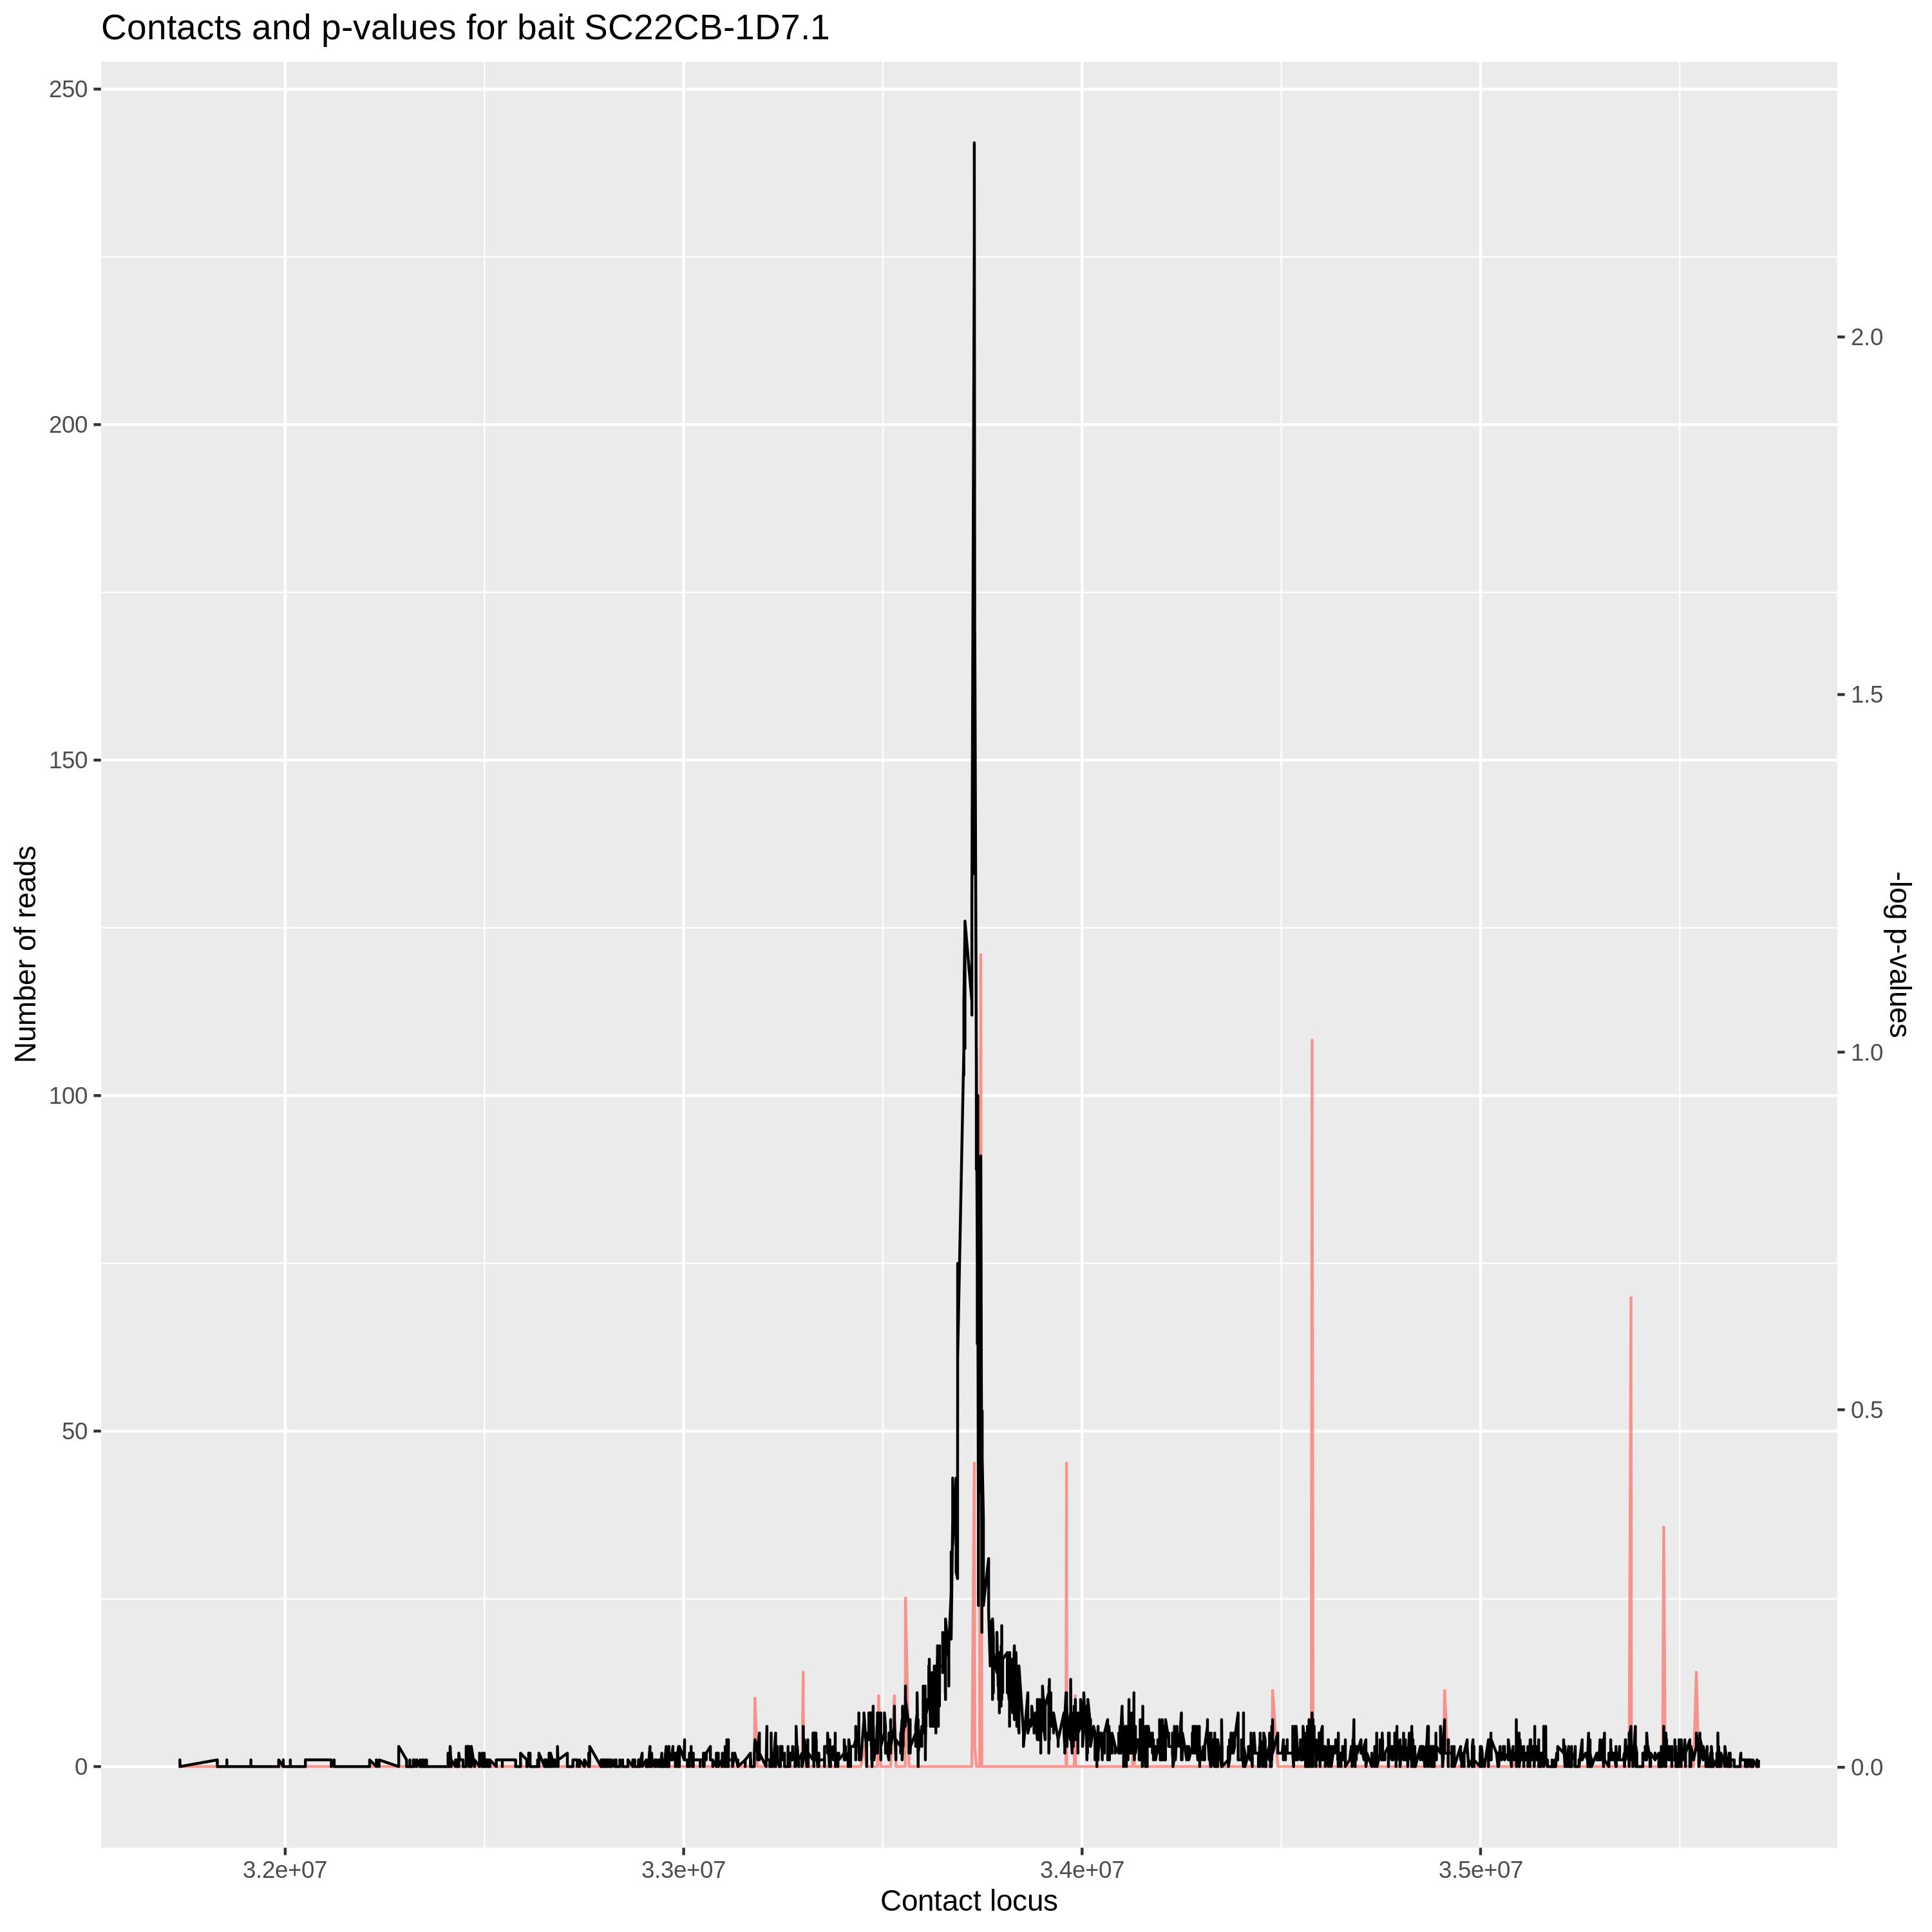 Contacts and p-values for bait SC22CB-1D7.1
250
200
150
100
50
0
Number of reads
2.0
1.5
1.0
0.5
0.0
-log p-values
3.2e+07
3.3e+07
3.4e+07
3.5e+07
Contact locus